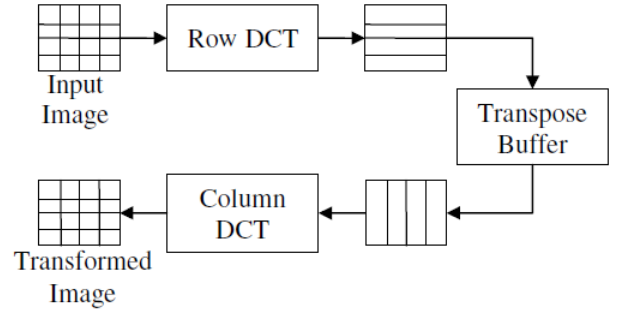 Row DCT
Input
Image
Transpose
Buffer
Column
DCT
Transformed
Image